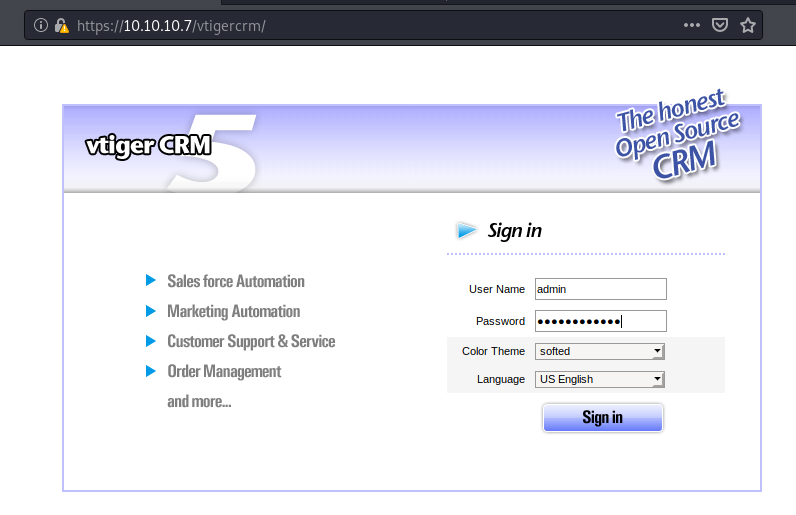 https://10.10.10.7/vtigercrm/
vtiger CRM 5
The honest
Open Source
CRM
Sign in
Sales force Automation
Marketing Automation
Customer Support & Service
Order Management
and more...
User Name admin
Password ●●●●●●●●●●●●
Color Theme softed
Language US English
Sign in